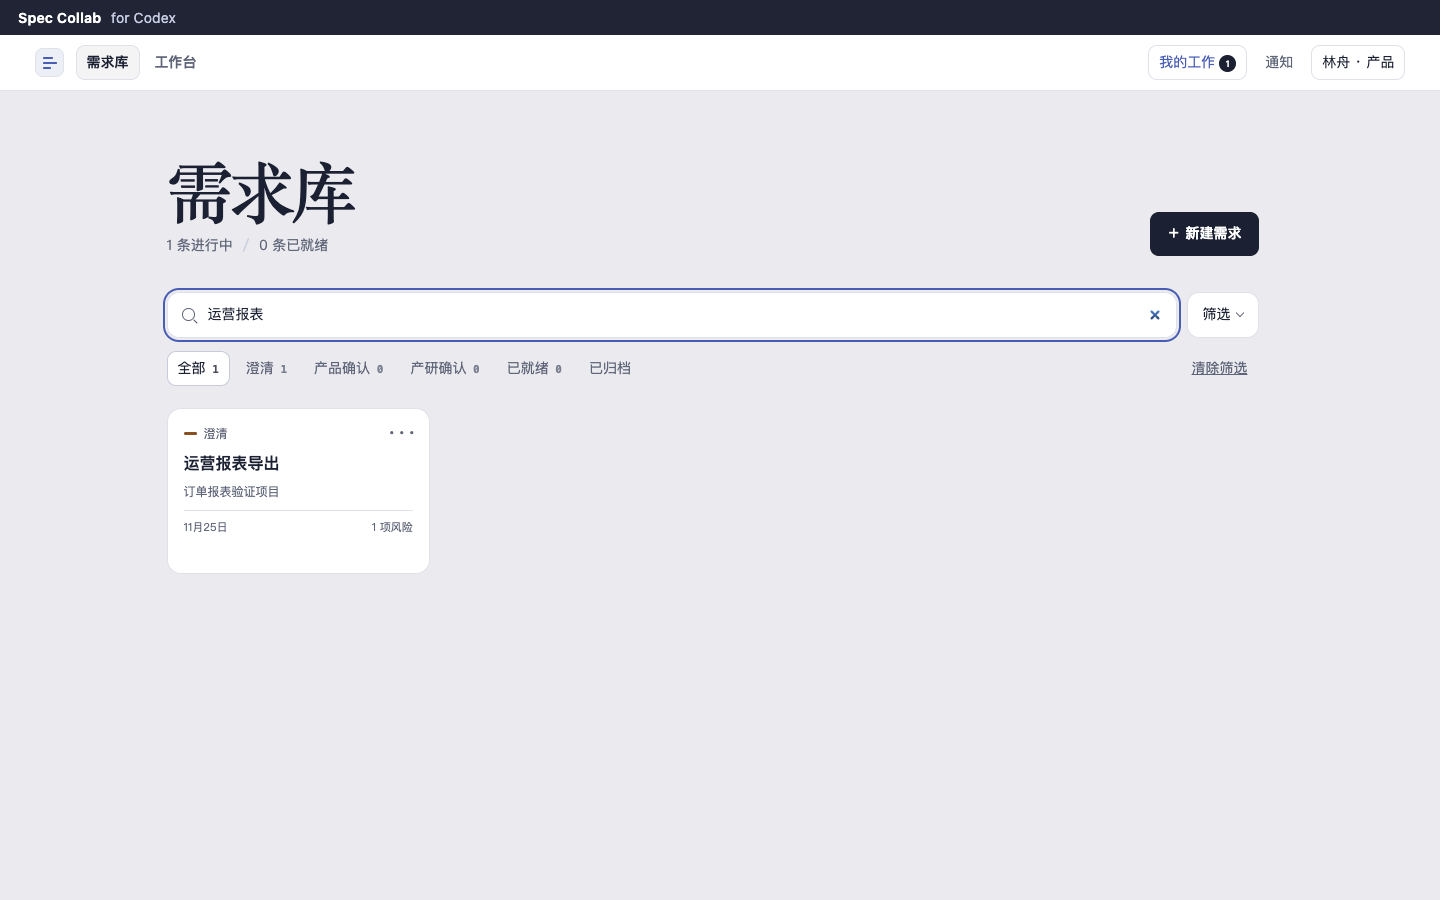 Spec Collab for Codex
需求库 工作台 我的工作 1 通知 林舟 · 产品
需求库
1 条进行中 / 0 条已就绪
+ 新建需求
运营报表 × 筛选
全部 1 澄清 1 产品确认 0 产研确认 0 已就绪 0 已归档 清除筛选
澄清 ···
运营报表导出
订单报表验证项目
11月25日 1 项风险